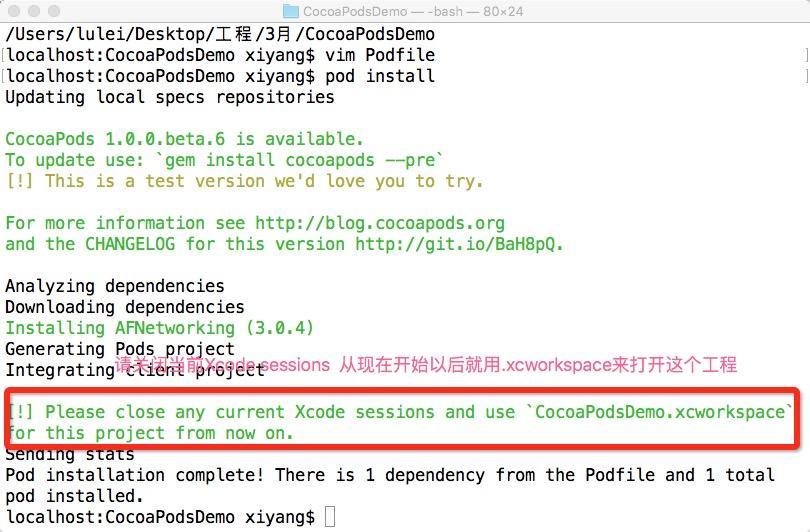 CocoaPodsDemo — -bash — 80×24
/Users/lulei/Desktop/工程/3月/CocoaPodsDemo
[localhost:CocoaPodsDemo xiyang$ vim Podfile ]
[localhost:CocoaPodsDemo xiyang$ pod install ]
Updating local specs repositories
CocoaPods 1.0.0.beta.6 is available.
To update use: `gem install cocoapods --pre`
[!] This is a test version we'd love you to try.
For more information see http://blog.cocoapods.org
and the CHANGELOG for this version http://git.io/BaH8pQ.
Analyzing dependencies
Downloading dependencies
Installing AFNetworking (3.0.4)
Generating Pods project
请关闭当前Xcode sessions 从现在开始以后就用.xcworkspace来打开这个工程
Integrating client project
[!] Please close any current Xcode sessions and use `CocoaPodsDemo.xcworkspace`
for this project from now on.
Sending stats
Pod installation complete! There is 1 dependency from the Podfile and 1 total
pod installed.
localhost:CocoaPodsDemo xiyang$